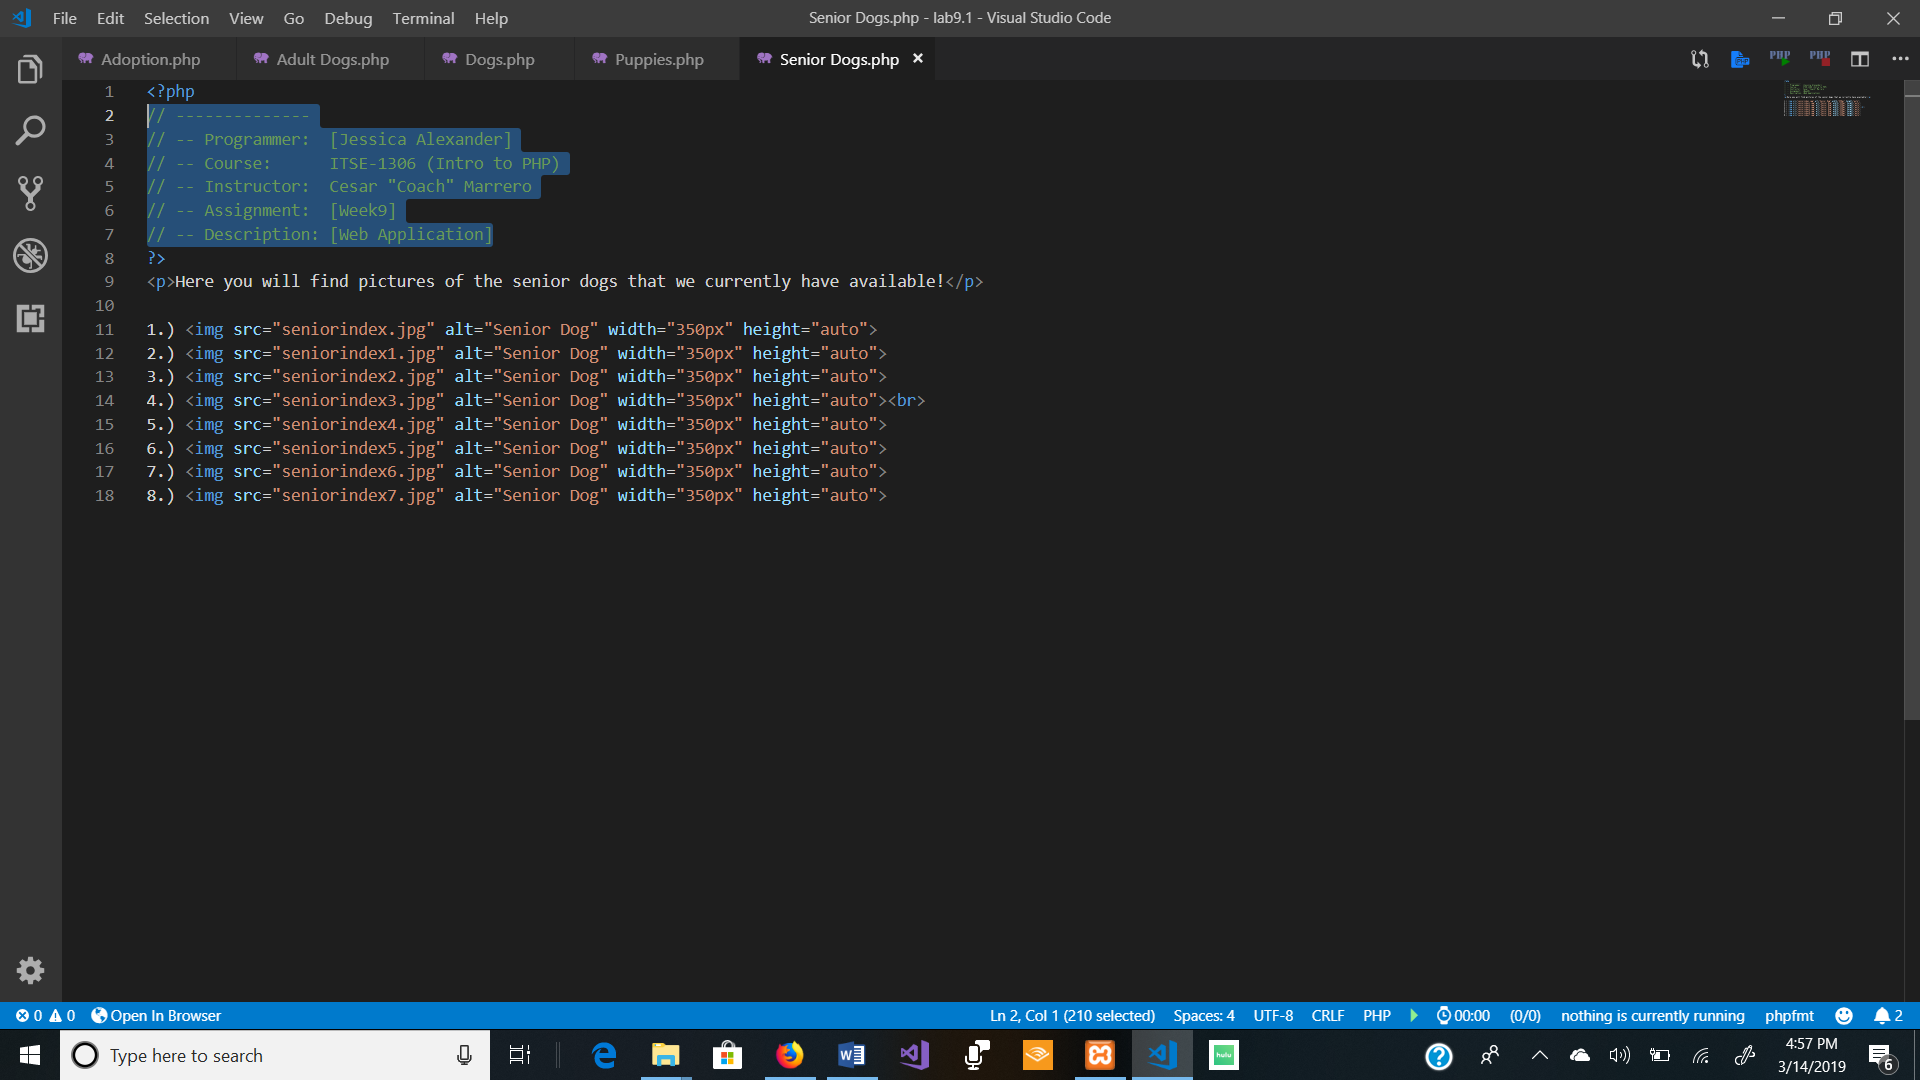 File Edit Selection View Go Debug Terminal Help
Senior Dogs.php - lab9.1 - Visual Studio Code
Adoption.php Adult Dogs.php Dogs.php Puppies.php Senior Dogs.php
PHP PHP
1 <?php
2 // --------------
3 // -- Programmer:  [Jessica Alexander]
4 // -- Course:      ITSE-1306 (Intro to PHP)
5 // -- Instructor:  Cesar "Coach" Marrero
6 // -- Assignment:  [Week9]
7 // -- Description: [Web Application]
8 ?>
9 <p>Here you will find pictures of the senior dogs that we currently have available!</p>
10
11 1.) <img src="seniorindex.jpg" alt="Senior Dog" width="350px" height="auto">
12 2.) <img src="seniorindex1.jpg" alt="Senior Dog" width="350px" height="auto">
13 3.) <img src="seniorindex2.jpg" alt="Senior Dog" width="350px" height="auto">
14 4.) <img src="seniorindex3.jpg" alt="Senior Dog" width="350px" height="auto"><br>
15 5.) <img src="seniorindex4.jpg" alt="Senior Dog" width="350px" height="auto">
16 6.) <img src="seniorindex5.jpg" alt="Senior Dog" width="350px" height="auto">
17 7.) <img src="seniorindex6.jpg" alt="Senior Dog" width="350px" height="auto">
18 8.) <img src="seniorindex7.jpg" alt="Senior Dog" width="350px" height="auto">
0 0 Open In Browser Ln 2, Col 1 (210 selected) Spaces: 4 UTF-8 CRLF PHP 00:00 (0/0) nothing is currently running phpfmt 2
Type here to search
hulu
4:57 PM
3/14/2019
6